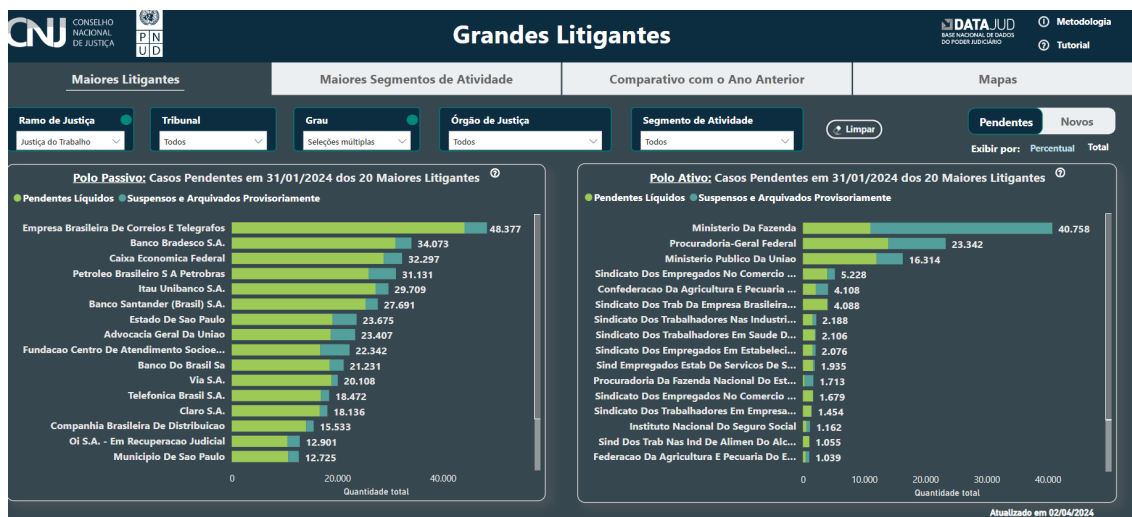 CNJ CONSELHO NACIONAL DE JUSTIÇA
PNUD
Grandes Litigantes
DATAJUD
BASE NACIONAL DE DADOS DO PODER JUDICIÁRIO
Metodologia
Tutorial
Maiores Litigantes
Maiores Segmentos de Atividade
Comparativo com o Ano Anterior
Mapas
Ramo de Justiça
Justiça do Trabalho
Tribunal
Todos
Grau
Seleções múltiplas
Órgão de Justiça
Todos
Segmento de Atividade
Todos
Limpar
Pendentes
Novos
Exibir por: Percentual Total
Polo Passivo: Casos Pendentes em 31/01/2024 dos 20 Maiores Litigantes
Pendentes Líquidos Suspensos e Arquivados Provisoriamente
Empresa Brasileira De Correios E Telegrafos 48.377
Banco Bradesco S.A. 34.073
Caixa Economica Federal 32.297
Petroleo Brasileiro S A Petrobras 31.131
Itau Unibanco S.A. 29.709
Banco Santander (Brasil) S.A. 27.691
Estado De Sao Paulo 23.675
Advocacia Geral Da Uniao 23.407
Fundacao Centro De Atendimento Socioe... 22.342
Banco Do Brasil Sa 21.231
Via S.A. 20.108
Telefonica Brasil S.A. 18.472
Claro S.A. 18.136
Companhia Brasileira De Distribuicao 15.533
Oi S.A. - Em Recuperacao Judicial 12.901
Municipio De Sao Paulo 12.725
0 20.000 40.000
Quantidade total
Polo Ativo: Casos Pendentes em 31/01/2024 dos 20 Maiores Litigantes
Pendentes Líquidos Suspensos e Arquivados Provisoriamente
Ministerio Da Fazenda 40.758
Procuradoria-Geral Federal 23.342
Ministerio Publico Da Uniao 16.314
Sindicato Dos Empregados No Comercio ... 5.228
Confederacao Da Agricultura E Pecuaria ... 4.108
Sindicato Dos Trab Da Empresa Brasileira... 4.088
Sindicato Dos Trabalhadores Nas Industri... 2.188
Sindicato Dos Trabalhadores Em Saude D... 2.106
Sindicato Dos Empregados Em Estabeleci... 2.076
Sind Empregados Estab De Servicos De S... 1.935
Procuradoria Da Fazenda Nacional Do Est... 1.713
Sindicato Dos Empregados No Comercio ... 1.679
Sindicato Dos Trabalhadores Em Empresa... 1.454
Instituto Nacional Do Seguro Social 1.162
Sind Dos Trab Nas Ind De Alimen Do Alc... 1.055
Federacao Da Agricultura E Pecuaria Do E... 1.039
0 10.000 20.000 30.000 40.000
Quantidade total
Atualizado em 02/04/2024